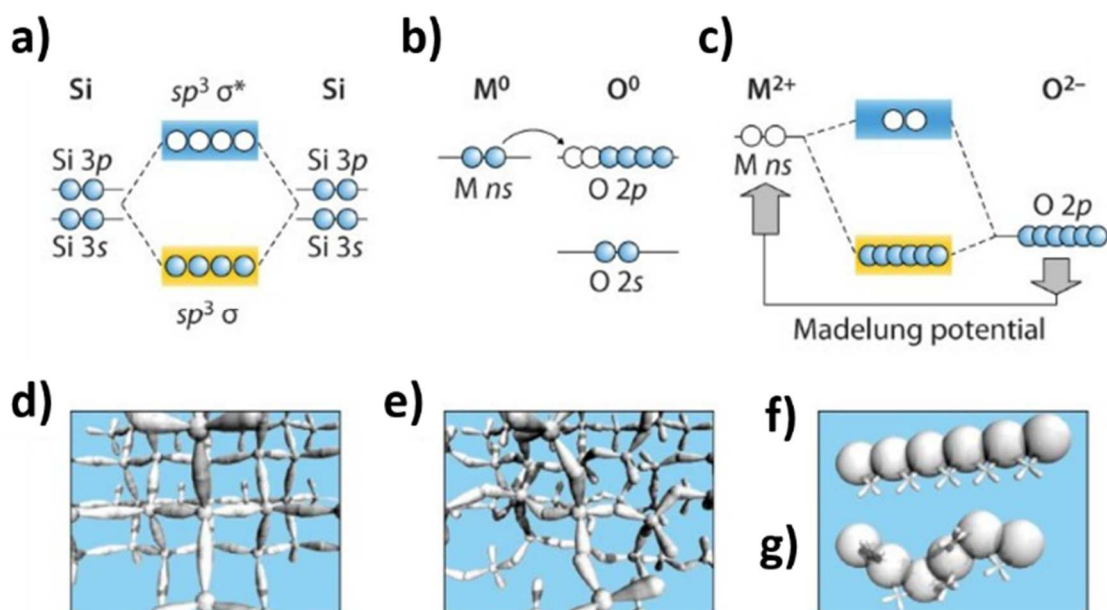 a)
b)
c)
Si
sp³ σ*
Si
M⁰
O⁰
M²⁺
O²⁻
Si 3p
Si 3p
M ns
O 2p
M ns
O 2p
Si 3s
Si 3s
O 2s
sp³ σ
Madelung potential
d)
e)
f)
g)